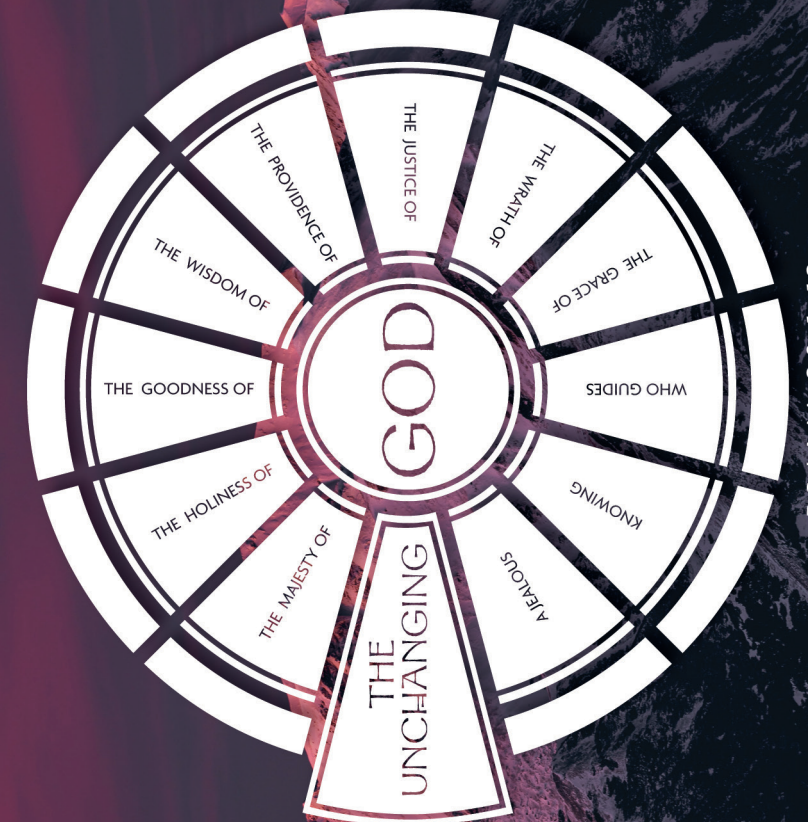 THE JUSTICE OF
THE WRATH OF
THE GRACE OF
WHO GUIDES
KNOWING
A JEALOUS
THE
UNCHANGING
THE MAJESTY OF
THE HOLINESS OF
THE GOODNESS OF
THE WISDOM OF
THE PROVIDENCE OF
GOD